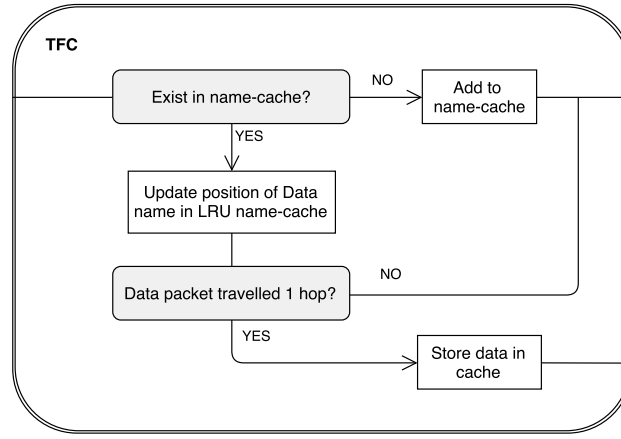 TFC
Exist in name-cache?
NO
Add to
name-cache
YES
Update position of Data
name in LRU name-cache
Data packet travelled 1 hop?
NO
YES
Store data in
cache